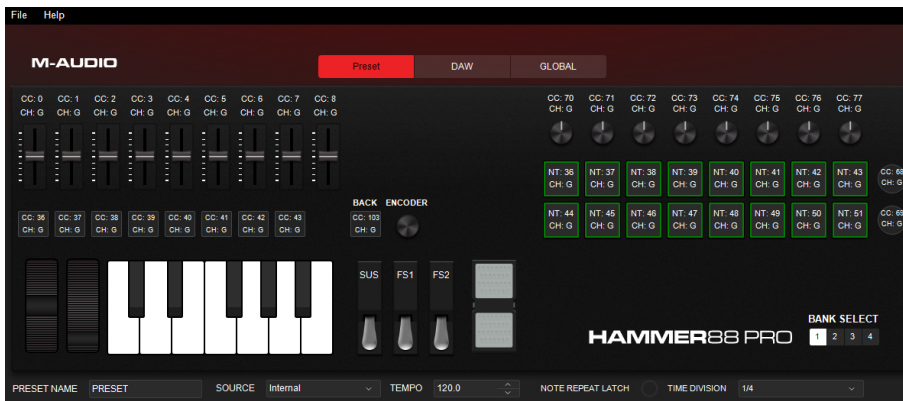 File Help
M-AUDIO
Preset DAW GLOBAL
CC: 0 CC: 1 CC: 2 CC: 3 CC: 4 CC: 5 CC: 6 CC: 7 CC: 8 CC: 70 CC: 71 CC: 72 CC: 73 CC: 74 CC: 75 CC: 76 CC: 77
CH: G CH: G CH: G CH: G CH: G CH: G CH: G CH: G CH: G CH: G CH: G CH: G CH: G CH: G CH: G CH: G CH: G
NT: 36 NT: 37 NT: 38 NT: 39 NT: 40 NT: 41 NT: 42 NT: 43 CC: 68
CH: G CH: G CH: G CH: G CH: G CH: G CH: G CH: G CH: G
BACK ENCODER
CC: 36 CC: 37 CC: 38 CC: 39 CC: 40 CC: 41 CC: 42 CC: 43 CC: 103 NT: 44 NT: 45 NT: 46 NT: 47 NT: 48 NT: 49 NT: 50 NT: 51 CC: 69
CH: G CH: G CH: G CH: G CH: G CH: G CH: G CH: G CH: G CH: G CH: G CH: G CH: G CH: G CH: G CH: G CH: G CH: G
SUS FS1 FS2
BANK SELECT
HAMMER88 PRO 1 2 3 4
PRESET NAME PRESET SOURCE Internal TEMPO 120.0 NOTE REPEAT LATCH TIME DIVISION 1/4